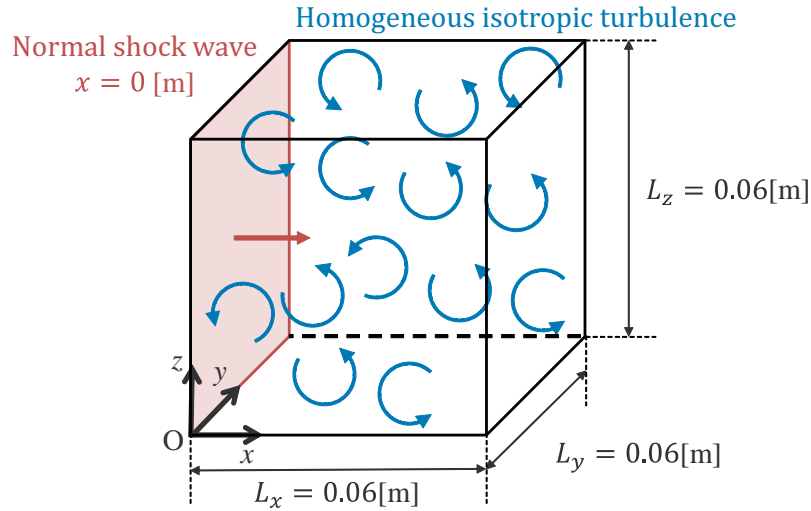 Homogeneous isotropic turbulence
Normal shock wave
x = 0 [m]
L_z = 0.06[m]
z
y
O
x
L_y = 0.06[m]
L_x = 0.06[m]